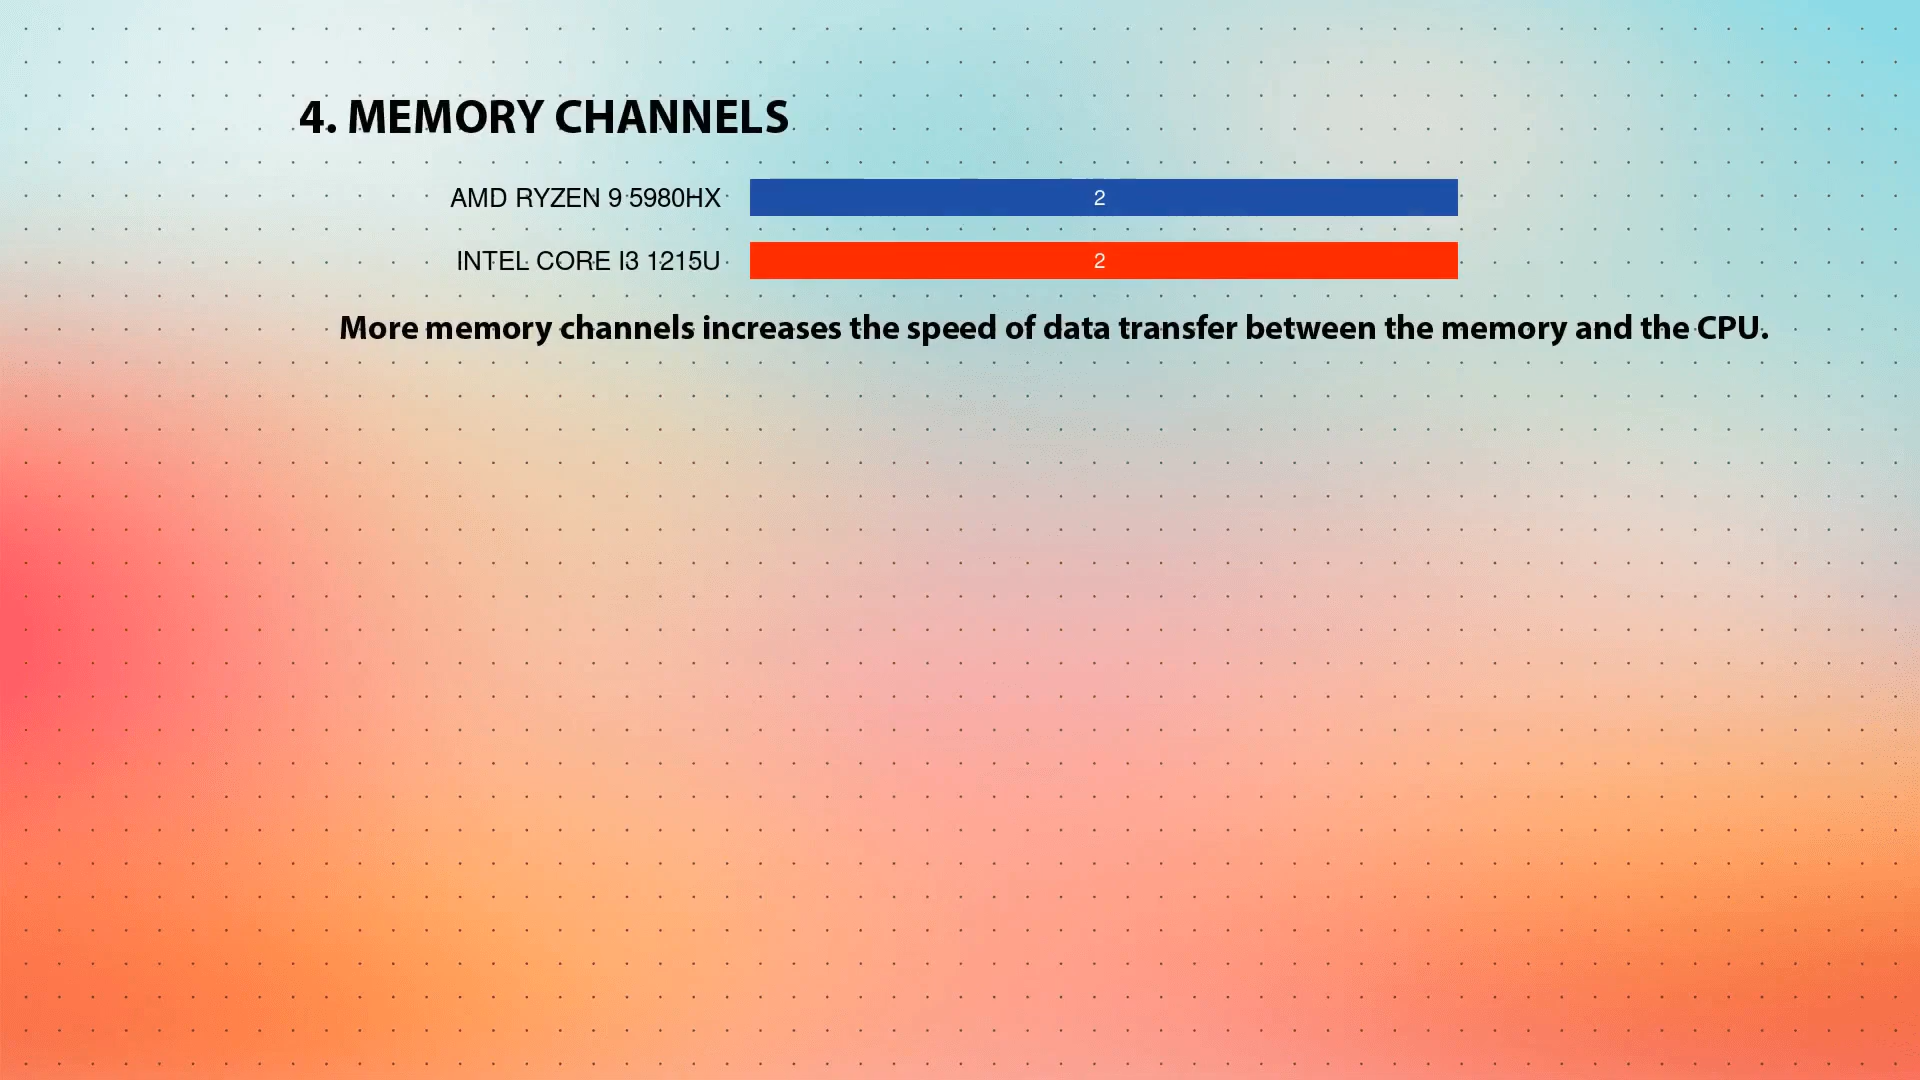 4. MEMORY CHANNELS
AMD RYZEN 9 5980HX
2
INTEL CORE I3 1215U
2
More memory channels increases the speed of data transfer between the memory and the CPU.